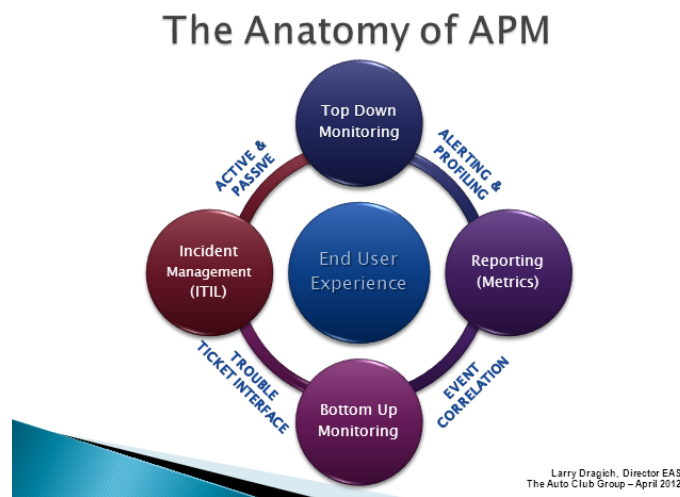 The Anatomy of APM
Top Down
Monitoring
ACTIVE &
PASSIVE
ALERTING &
PROFILING
Incident
Management
(ITIL)
End User
Experience
Reporting
(Metrics)
TROUBLE
TICKET INTERFACE
EVENT
CORRELATION
Bottom Up
Monitoring
Larry Dragich, Director EAS
The Auto Club Group – April 2012